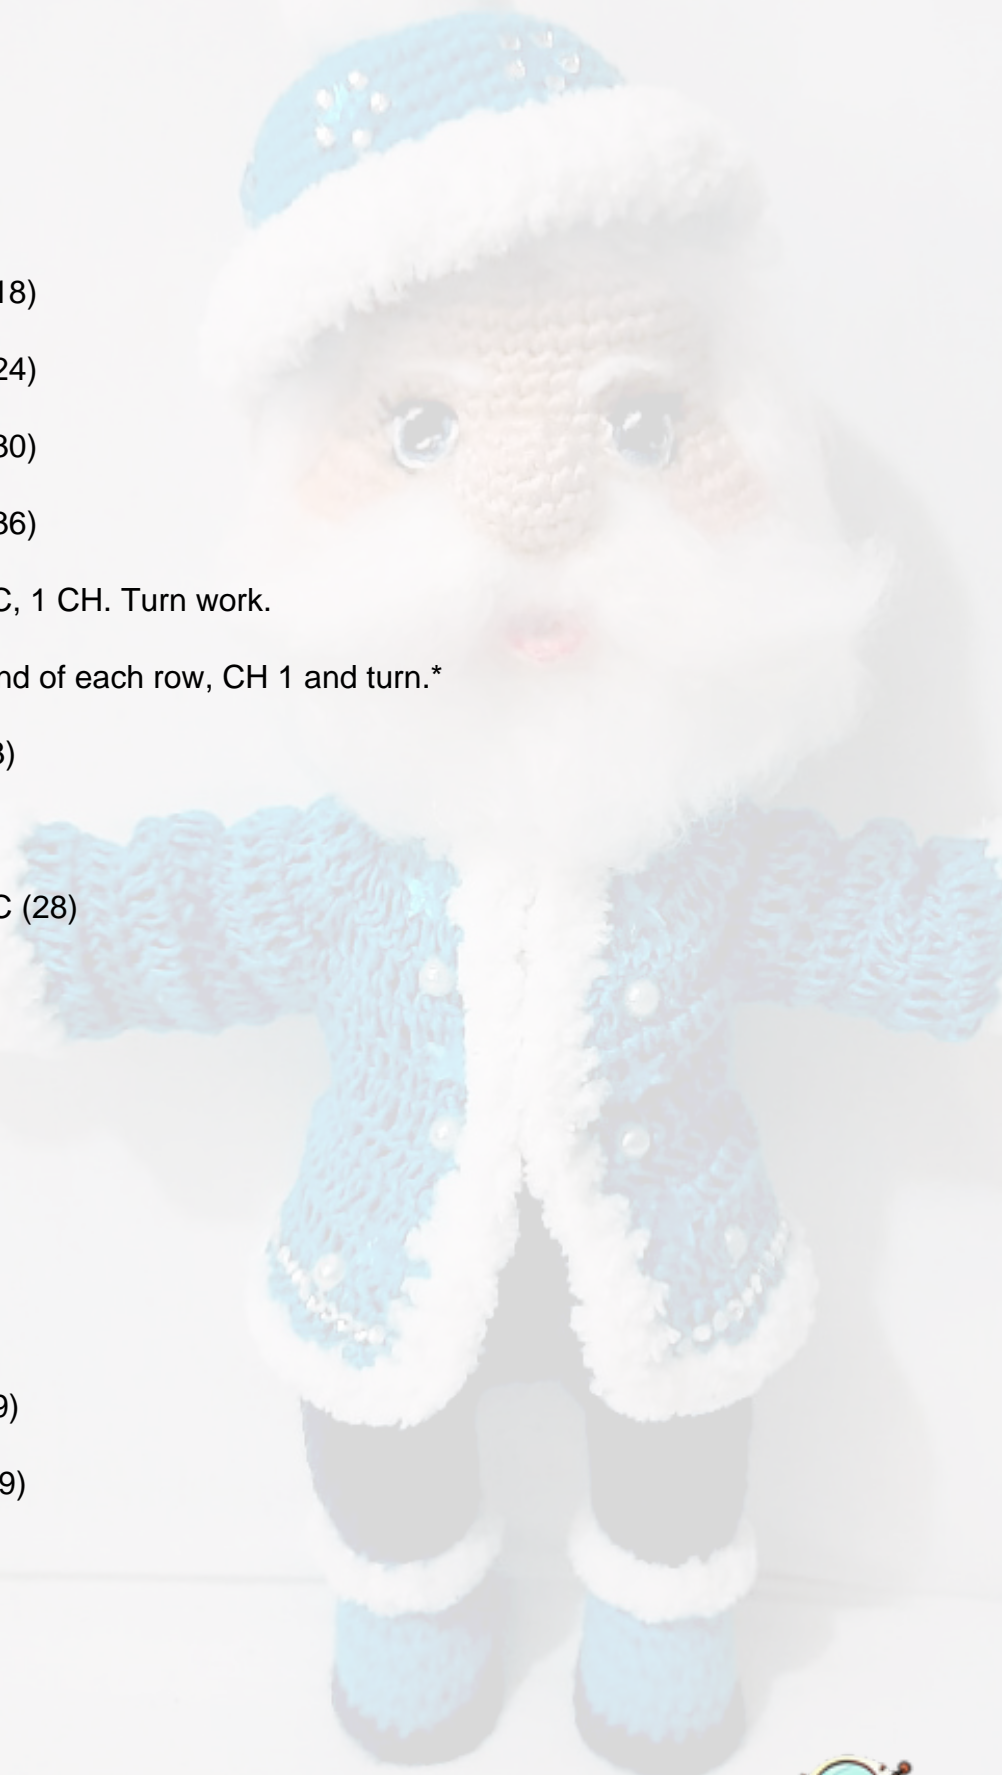 18)
24)
30)
36)
C, 1 CH. Turn work.
nd of each row, CH 1 and turn.*
)
C (28)
9)
9)